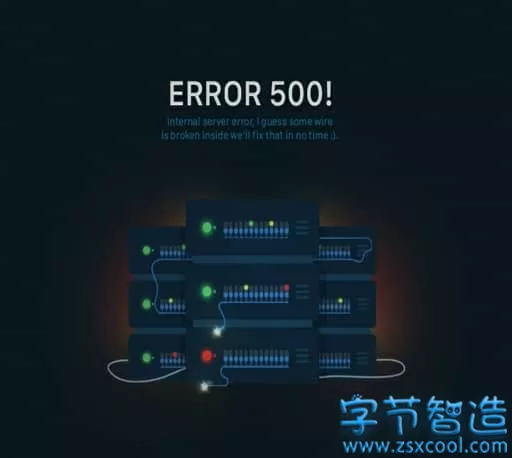 ERROR 500!
Internal server error, I guess some wire
is broken inside we'll fix that in no time ;).
字节智造
www.zsxcool.com